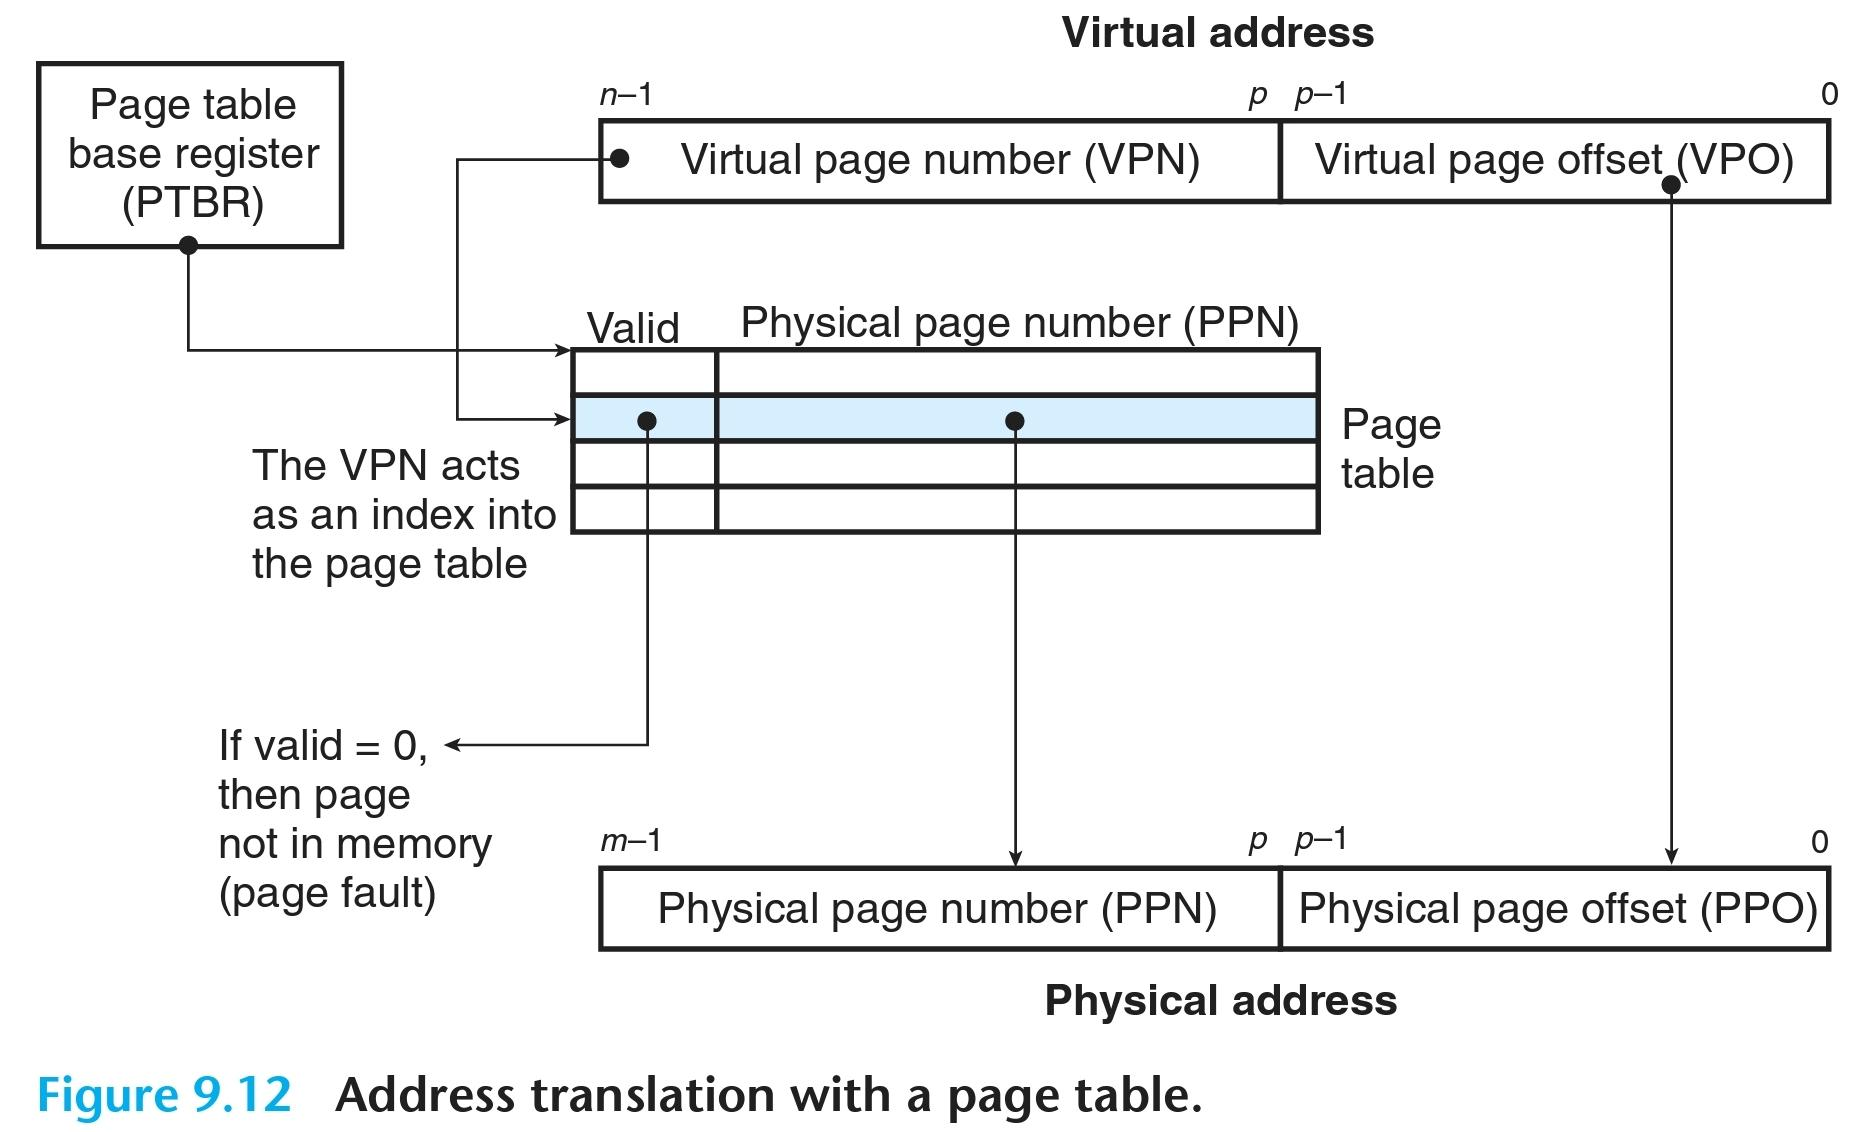 Virtual address
Page table
base register
(PTBR)
n–1
p
p–1
0
Virtual page number (VPN)
Virtual page offset (VPO)
Valid
Physical page number (PPN)
Page
table
The VPN acts
as an index into
the page table
If valid = 0,
then page
not in memory
(page fault)
m–1
p
p–1
0
Physical page number (PPN)
Physical page offset (PPO)
Physical address
Figure 9.12 Address translation with a page table.